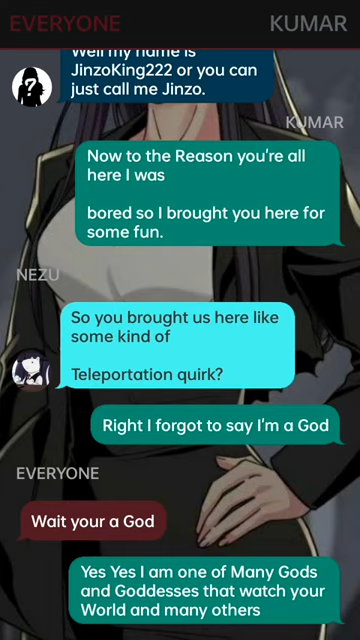 EVERYONE KUMAR
Well my name is
JinzoKing222 or you can
just call me Jinzo.
KUMAR
Now to the Reason you're all
here I was
bored so I brought you here for
some fun.
NEZU
So you brought us here like
some kind of
Teleportation quirk?
Right I forgot to say I'm a God
EVERYONE
Wait your a God
Yes Yes I am one of Many Gods
and Goddesses that watch your
World and many others